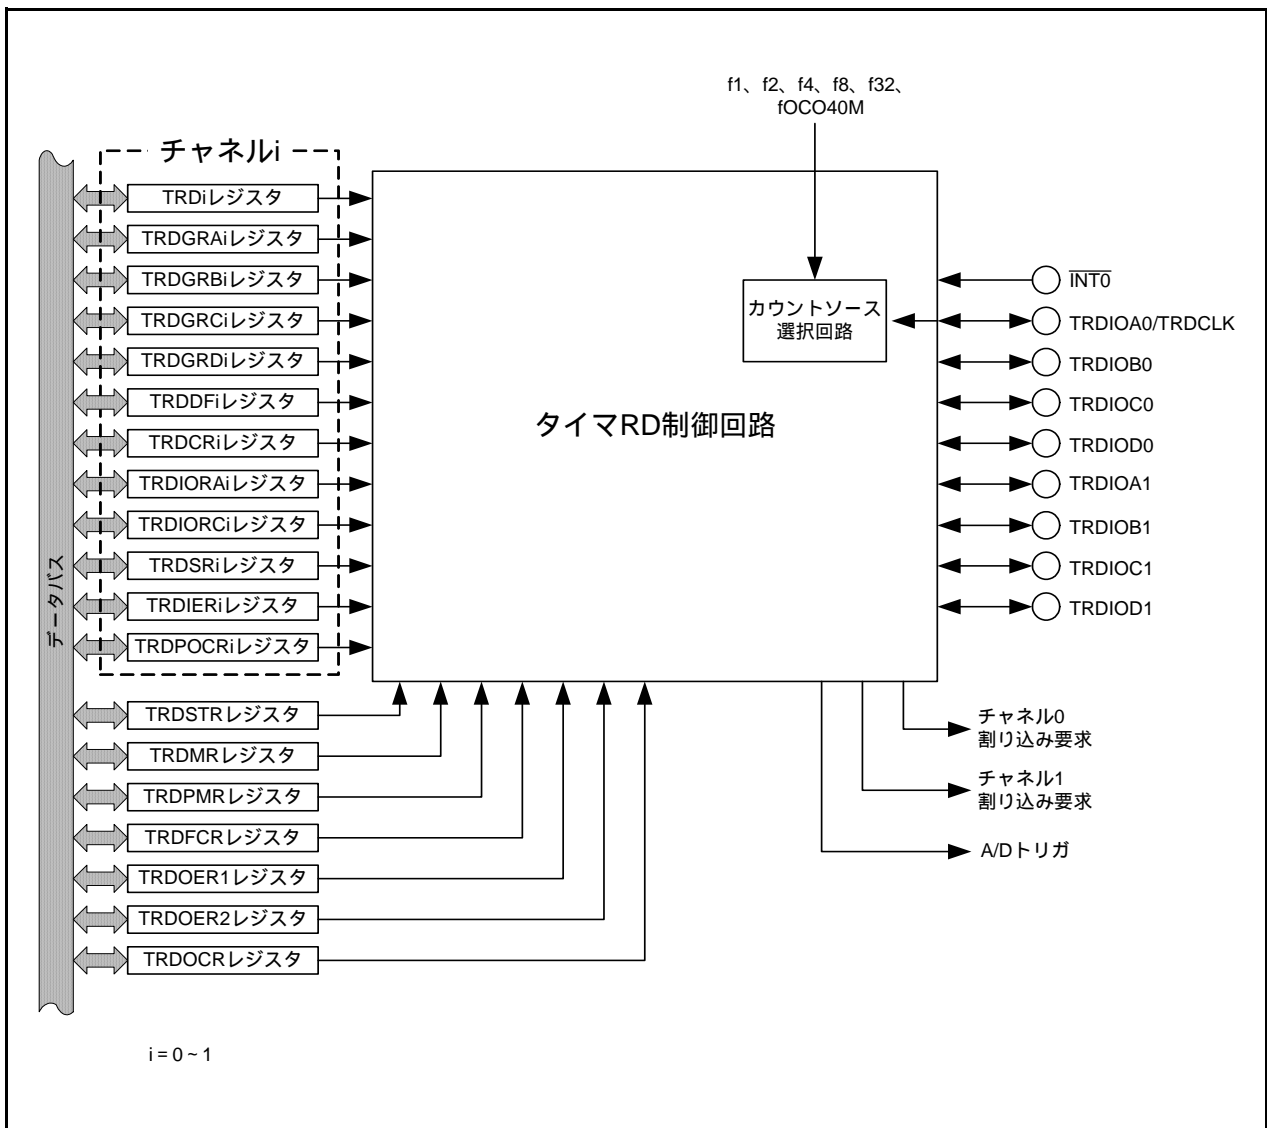 f1、f2、f4、f8、f32、
fOCO40M
チャネルi
TRDiレジスタ
TRDGRAiレジスタ
TRDGRBiレジスタ
TRDGRCiレジスタ
TRDGRDiレジスタ
TRDDFiレジスタ
TRDCRiレジスタ
TRDIORAiレジスタ
TRDIORCiレジスタ
TRDSRiレジスタ
TRDIERiレジスタ
TRDPOCRiレジスタ
データバス
カウントソース
選択回路
タイマRD制御回路
INT0
TRDIOA0/TRDCLK
TRDIOB0
TRDIOC0
TRDIOD0
TRDIOA1
TRDIOB1
TRDIOC1
TRDIOD1
TRDSTRレジスタ
TRDMRレジスタ
TRDPMRレジスタ
TRDFCRレジスタ
TRDOER1レジスタ
TRDOER2レジスタ
TRDOCRレジスタ
チャネル0
割り込み要求
チャネル1
割り込み要求
A/Dトリガ
i = 0 ~ 1